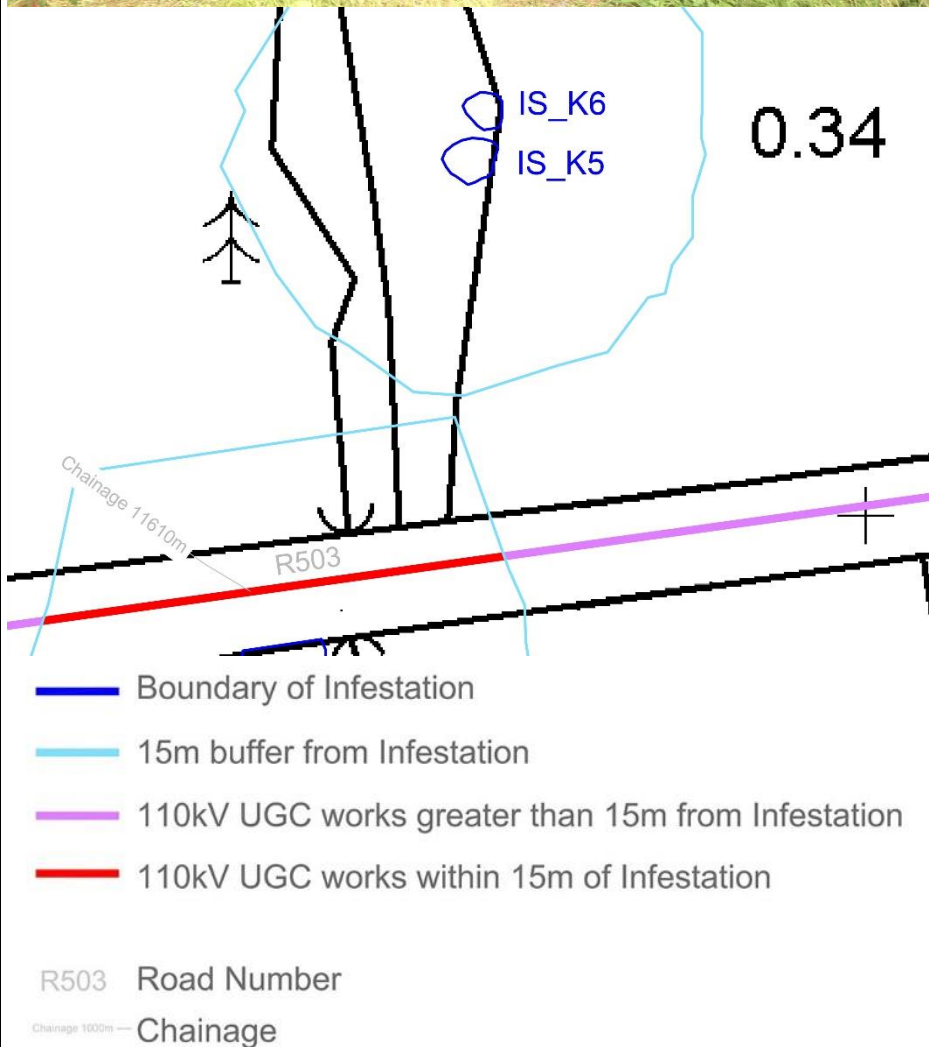 IS_K6
0.34
IS_K5
Chainage 11610m
R503
Boundary of Infestation
15m buffer from Infestation
110kV UGC works greater than 15m from Infestation
110kV UGC works within 15m of Infestation
R503 Road Number
Chainage 1000m Chainage